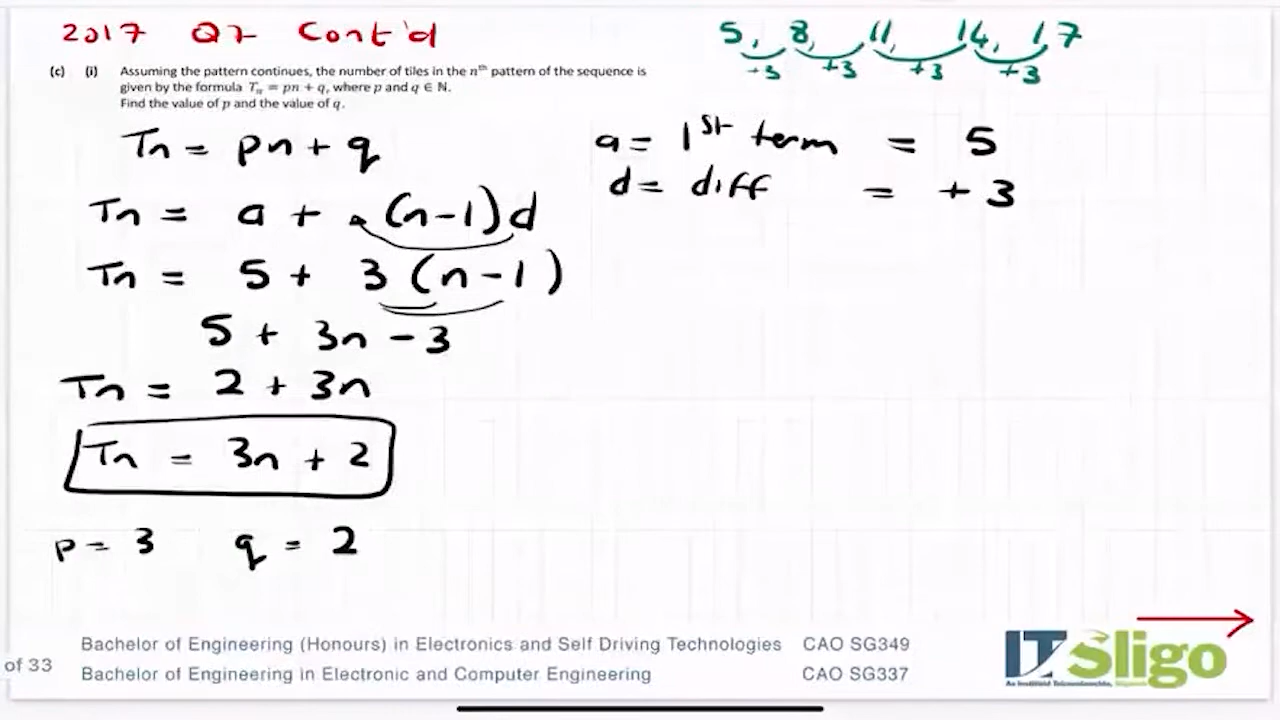 2017 Q7 Cont'd
5, 8, 11, 14, 17
+3 +3 +3 +3
(c) (i) Assuming the pattern continues, the number of tiles in the nth pattern of the sequence is
given by the formula Tn = pn + q, where p and q ∈ ℕ.
Find the value of p and the value of q.
Tn = pn + q
a = 1st term = 5
d = diff = +3
Tn = a + (n-1)d
Tn = 5 + 3 (n-1)
5 + 3n - 3
Tn = 2 + 3n
Tn = 3n + 2
p = 3 q = 2
Bachelor of Engineering (Honours) in Electronics and Self Driving Technologies CAO SG349
of 33
Bachelor of Engineering in Electronic and Computer Engineering CAO SG337
IT Sligo